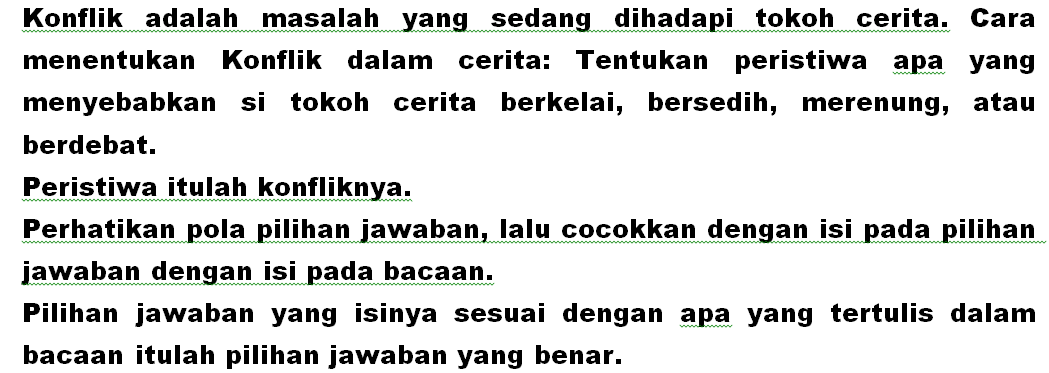 Konflik adalah masalah yang sedang dihadapi tokoh cerita. Cara
menentukan Konflik dalam cerita: Tentukan peristiwa apa yang
menyebabkan si tokoh cerita berkelai, bersedih, merenung, atau
berdebat.
Peristiwa itulah konfliknya.
Perhatikan pola pilihan jawaban, lalu cocokkan dengan isi pada pilihan
jawaban dengan isi pada bacaan.
Pilihan jawaban yang isinya sesuai dengan apa yang tertulis dalam
bacaan itulah pilihan jawaban yang benar.